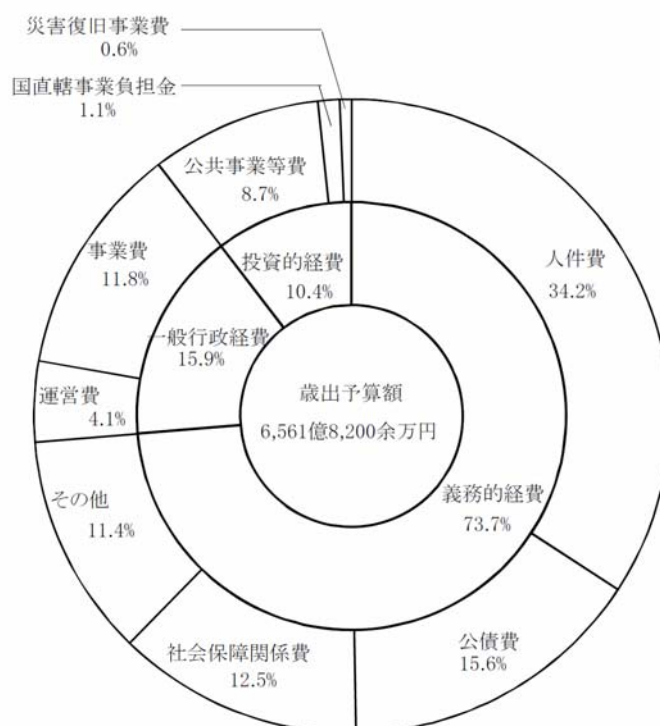 災害復旧事業費
0.6%
国直轄事業負担金
1.1%
公共事業等費
8.7%
事業費
11.8%
投資的経費
10.4%
人件費
34.2%
一般行政経費
15.9%
運営費
4.1%
歳出予算額
6,561億8,200余万円
その他
11.4%
義務的経費
73.7%
社会保障関係費
12.5%
公債費
15.6%